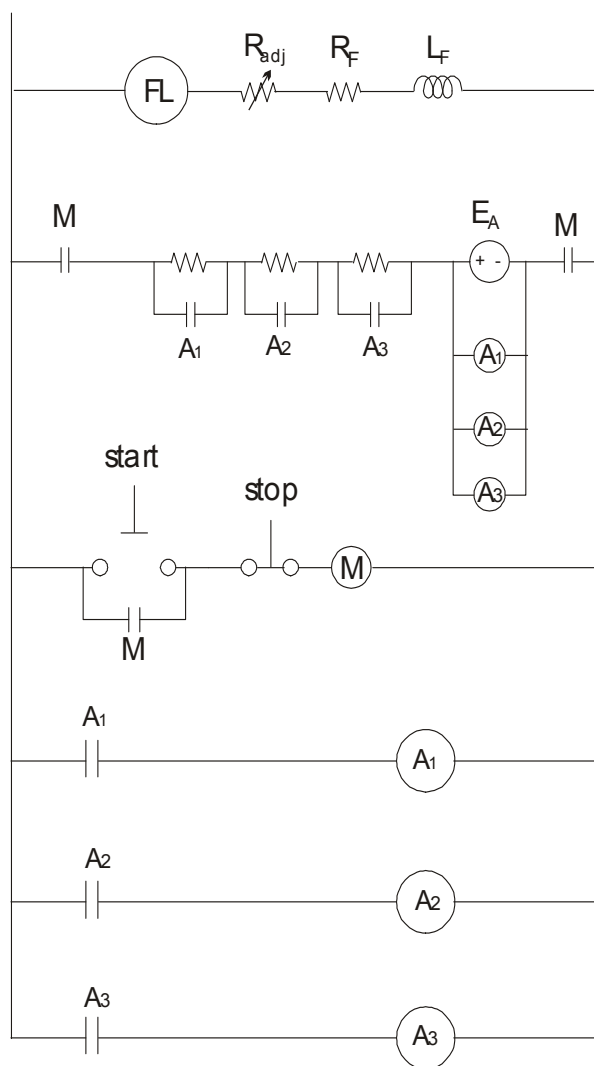 Radj RF LF
FL
M EA M
+ -
A1 A2 A3
A1
A2
A3
start
stop
M
M
A1
A1
A2
A2
A3
A3